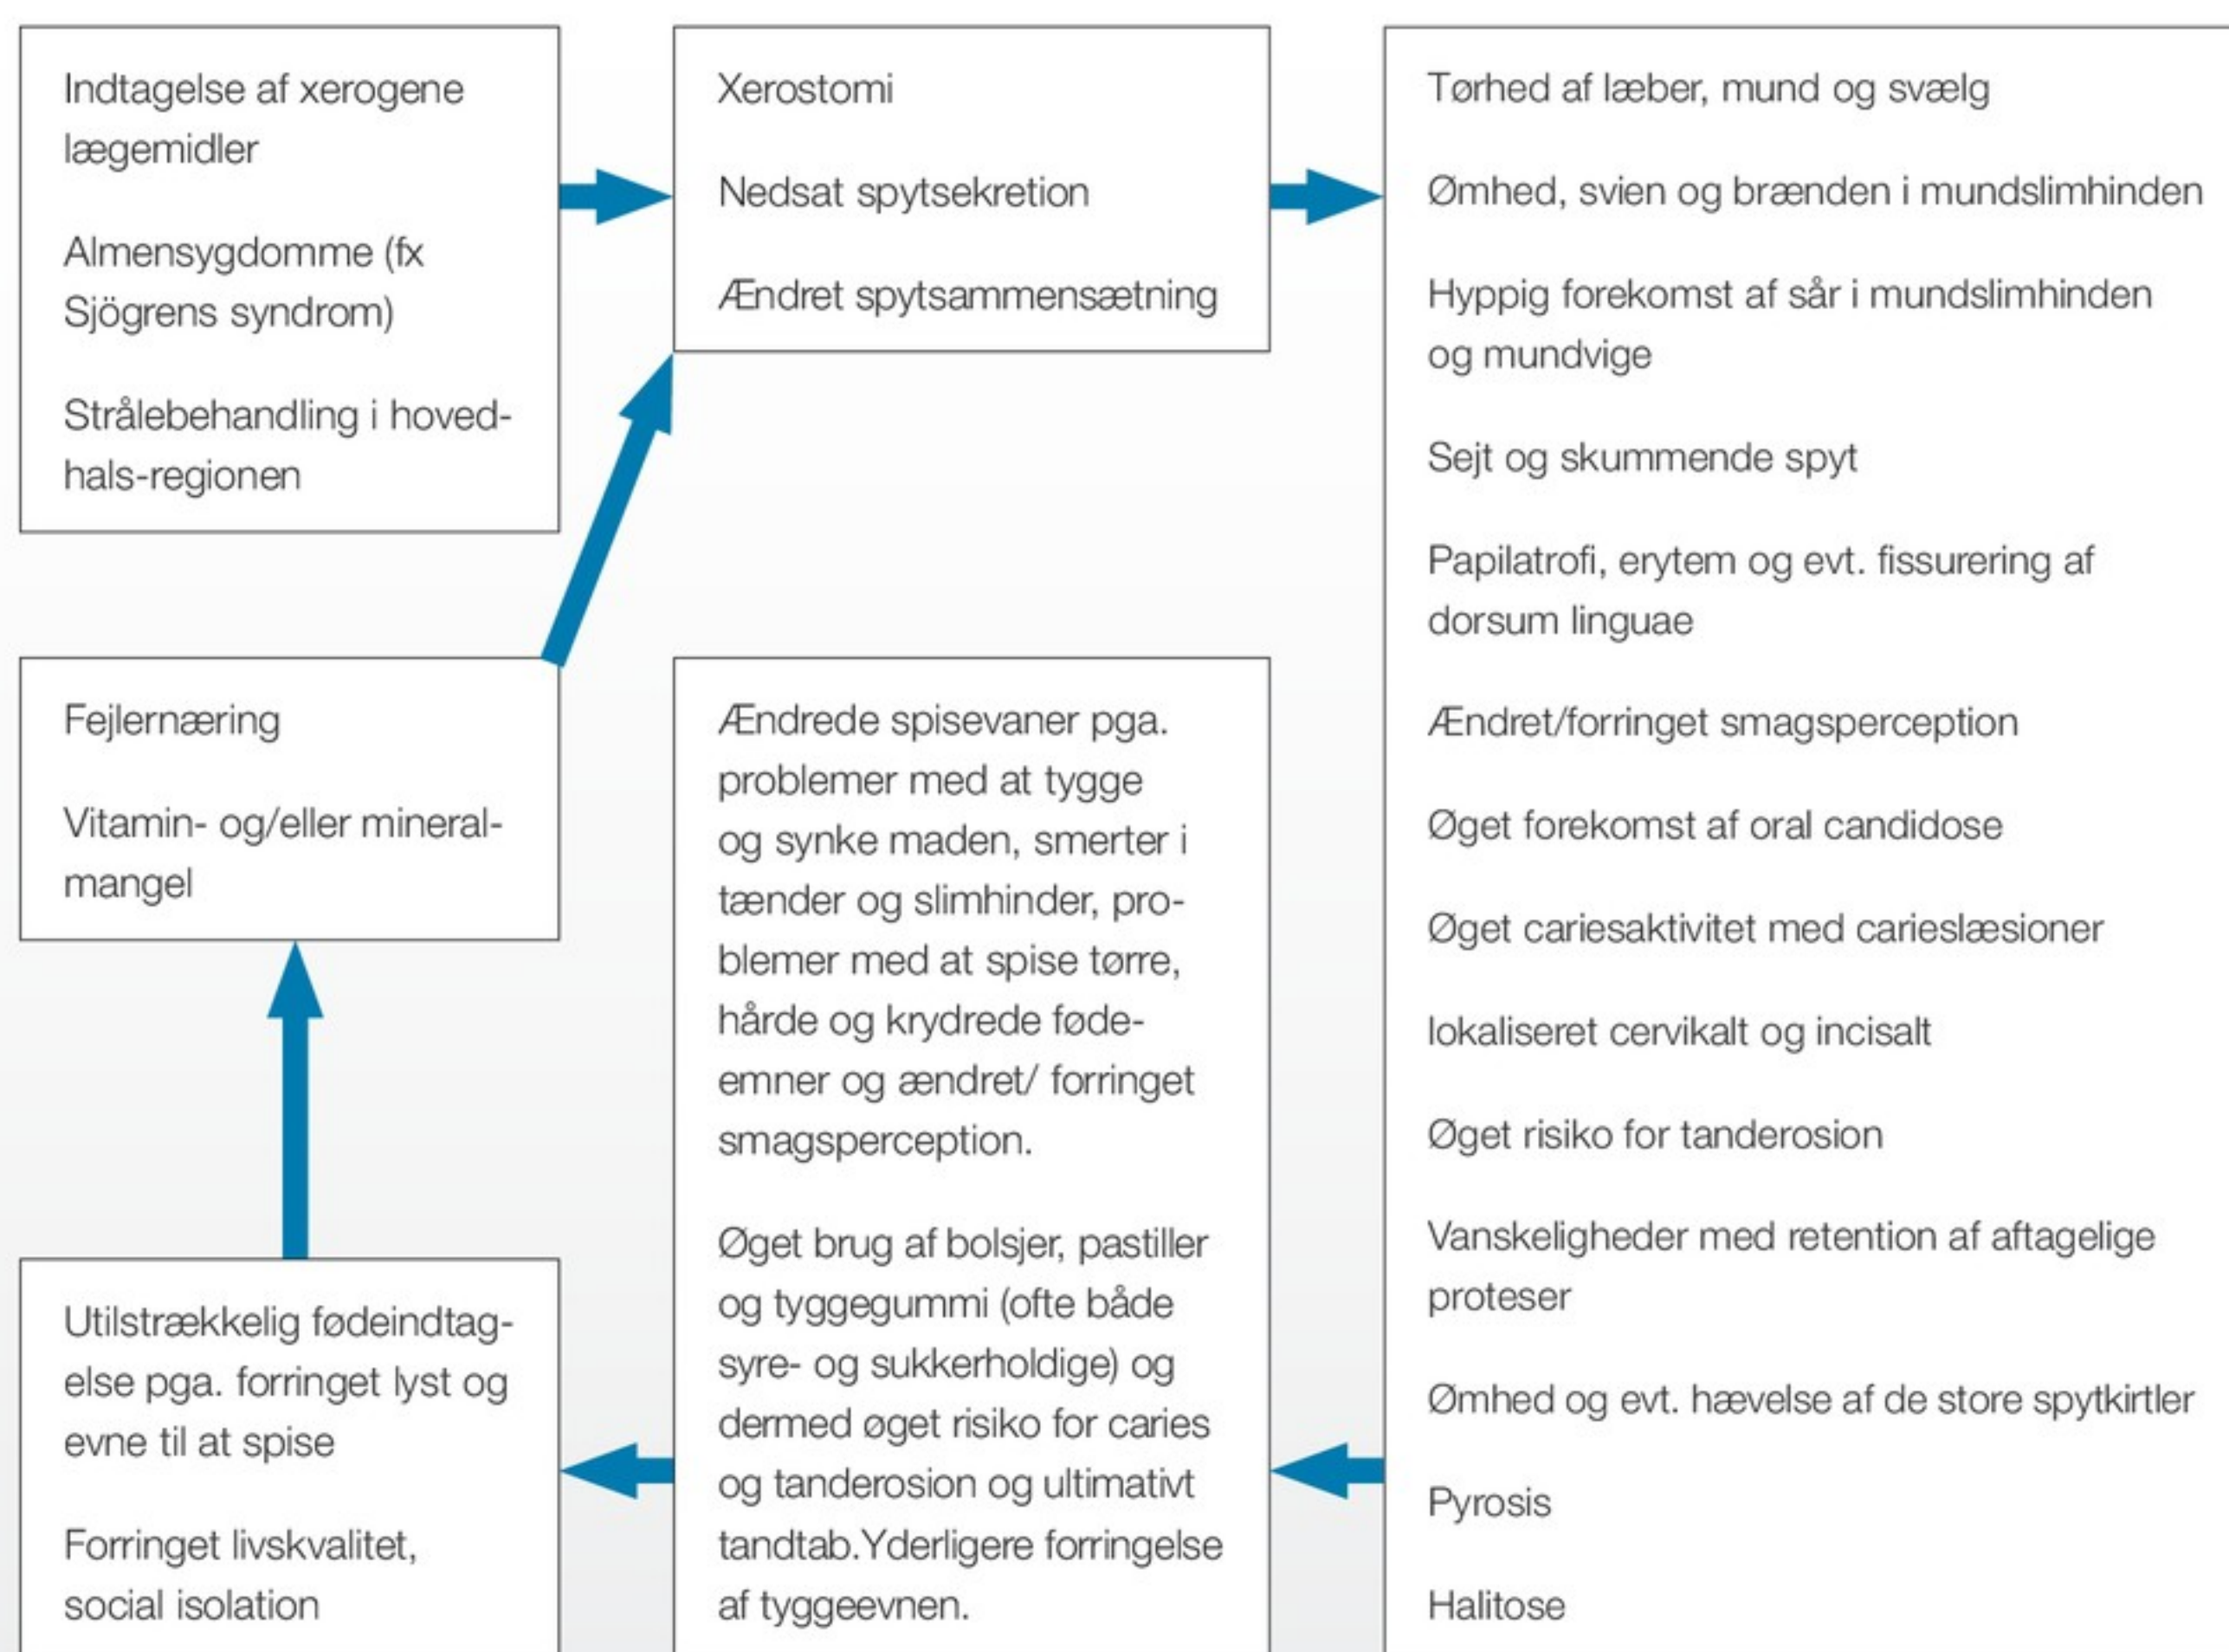 Indtagelse af xerogene
lægemidler
Almensygdomme (fx
Sjögrens syndrom)
Strålebehandling i hoved-
hals-regionen
Xerostomi
Nedsat spytsekretion
Ændret spytsammensætning
Tørhed af læber, mund og svælg
Ømhed, svien og brænden i mundslimhinden
Hyppig forekomst af sår i mundslimhinden
og mundvige
Sejt og skummende spyt
Papilatrofi, erytem og evt. fissurering af
dorsum linguae
Ændret/forringet smagsperception
Øget forekomst af oral candidose
Øget cariesaktivitet med carieslæsioner
lokaliseret cervikalt og incisalt
Øget risiko for tanderosion
Vanskeligheder med retention af aftagelige
proteser
Ømhed og evt. hævelse af de store spytkirtler
Pyrosis
Halitose
Ændrede spisevaner pga.
problemer med at tygge
og synke maden, smerter i
tænder og slimhinder, pro-
blemer med at spise tørre,
hårde og krydrede føde-
emner og ændret/ forringet
smagsperception.
Øget brug af bolsjer, pastiller
og tyggegummi (ofte både
syre- og sukkerholdige) og
dermed øget risiko for caries
og tanderosion og ultimativt
tandtab.Yderligere forringelse
af tyggeevnen.
Utilstrækkelig fødeindtag-
else pga. forringet lyst og
evne til at spise
Forringet livskvalitet,
social isolation
Fejlernæring
Vitamin- og/eller mineral-
mangel